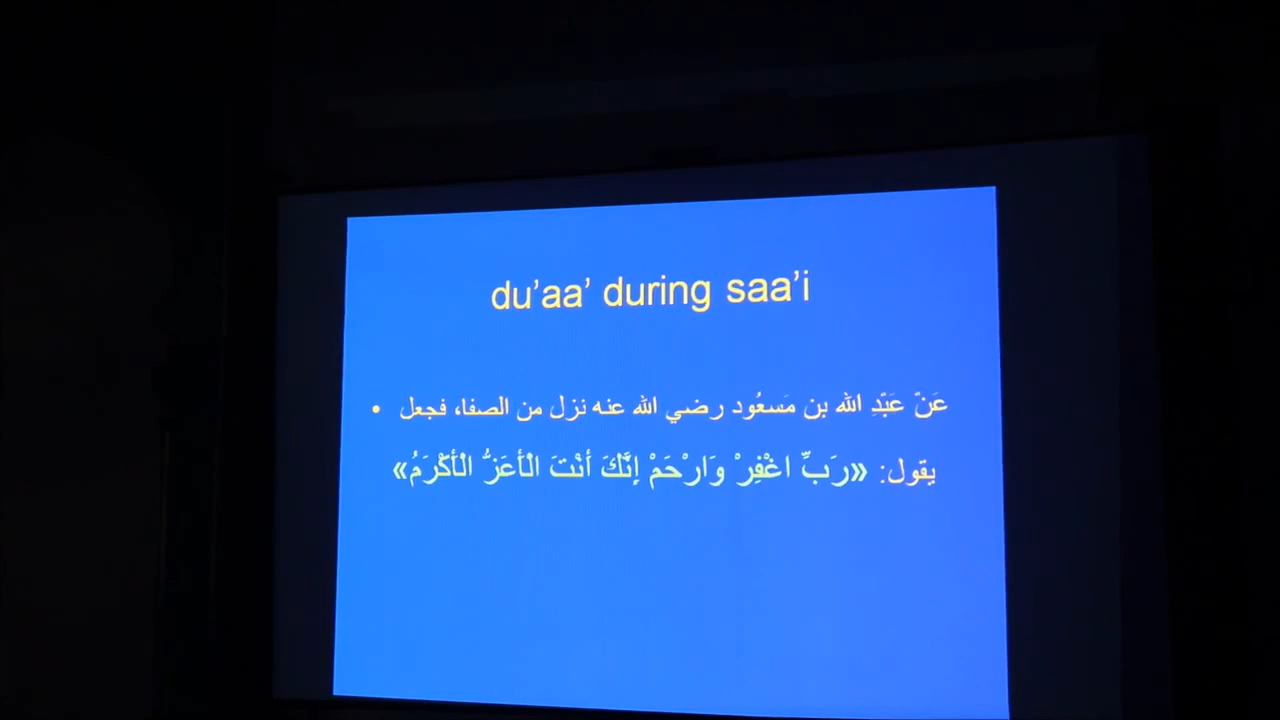 du’aa’ during saa’i
• عَنّ عَبّدِ الله بن مَسعُود رضي الله عنه نزل من الصفا، فجعل
يقول: «رَبِّ اغْفِرْ وَارْحَمْ إِنَّكَ أَنْتَ الْأَعَزُّ الْأَكْرَمُ»